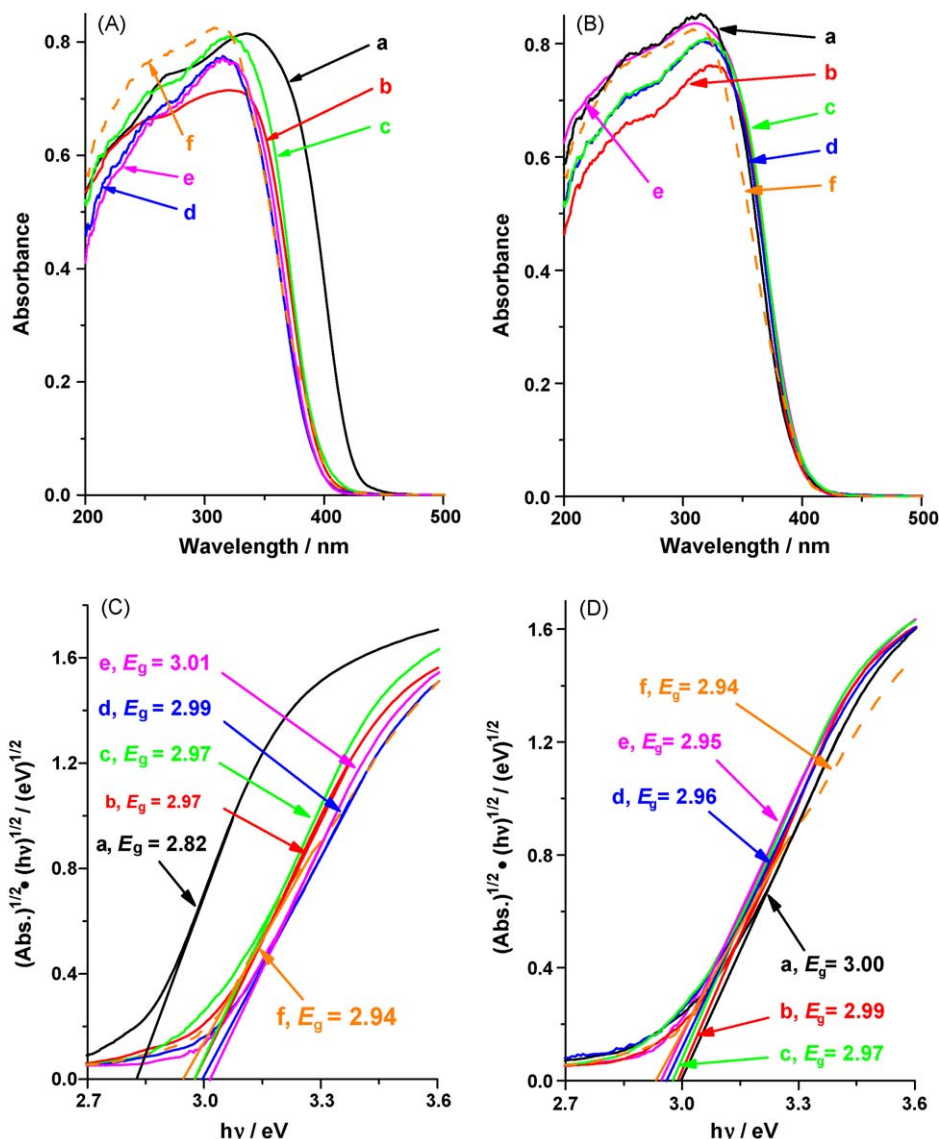 (A)
a
b
c
f
e
d
0.8
0.6
0.4
0.2
0.0
Absorbance
200
300
400
500
Wavelength / nm
(B)
a
b
c
d
f
e
0.8
0.6
0.4
0.2
0.0
Absorbance
200
300
400
500
Wavelength / nm
(C)
e, Eg = 3.01
d, Eg = 2.99
c, Eg = 2.97
b, Eg = 2.97
a, Eg = 2.82
f, Eg = 2.94
1.6
1.2
0.8
0.4
0.0
(Abs.)1/2 • (hν)1/2 / (eV)1/2
2.7
3.0
3.3
3.6
hν / eV
(D)
f, Eg= 2.94
e, Eg= 2.95
d, Eg= 2.96
a, Eg= 3.00
b, Eg= 2.99
c, Eg= 2.97
1.6
1.2
0.8
0.4
0.0
(Abs.)1/2 • (hν)1/2 / (eV)1/2
2.7
3.0
3.3
3.6
hν / eV